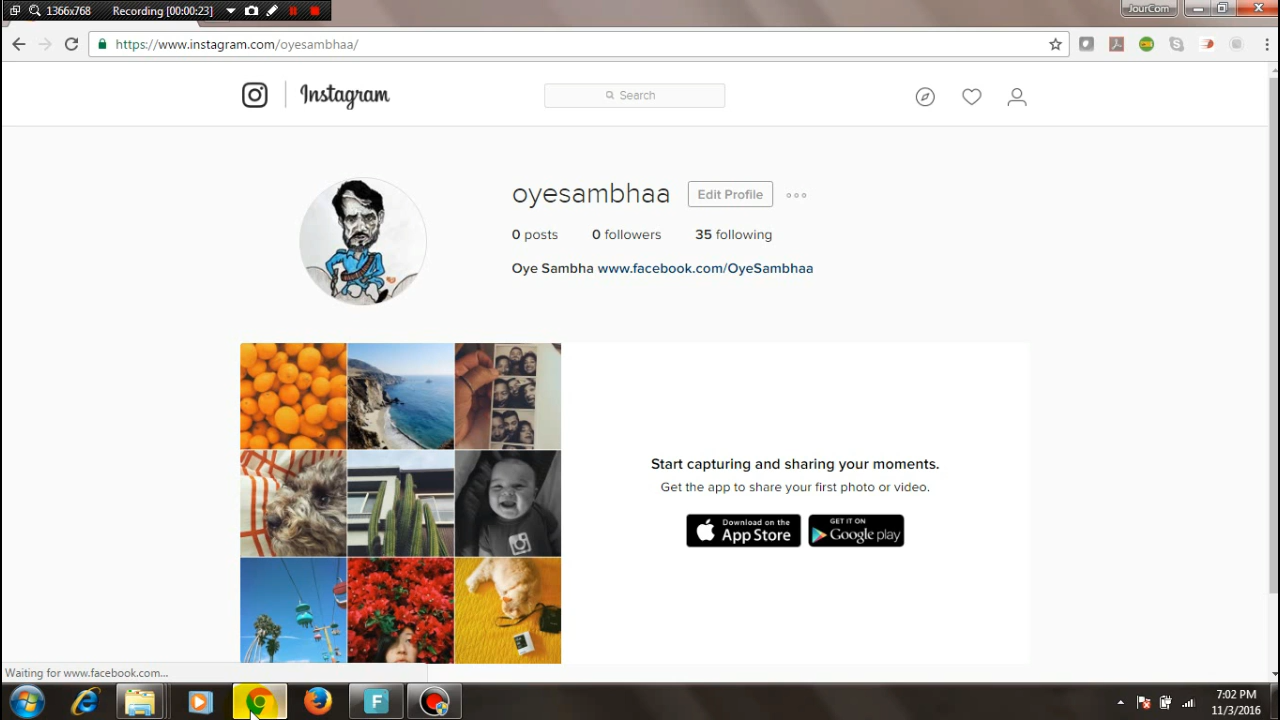 1366x768 Recording [00:00:23]
JourCom
https://www.instagram.com/oyesambhaa/
Instagram
Search
oyesambhaa Edit Profile
0 posts 0 followers 35 following
Oye Sambha www.facebook.com/OyeSambhaa
Start capturing and sharing your moments.
Get the app to share your first photo or video.
Download on the
App Store
GET IT ON
Google play
Waiting for www.facebook.com...
F
7:02 PM
11/3/2016